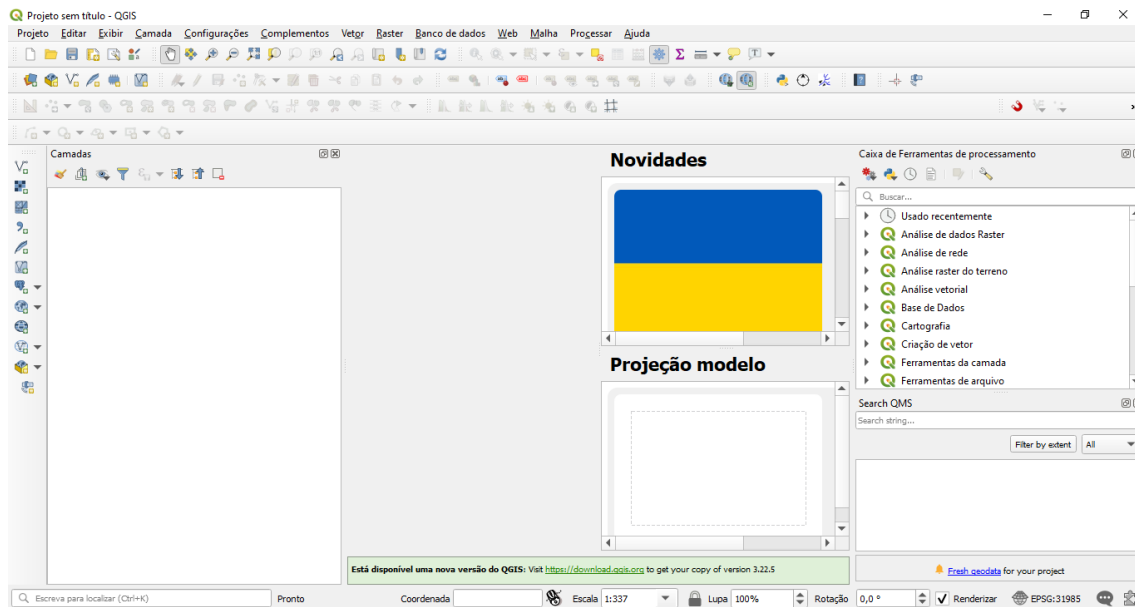 Projeto sem título - QGIS
Projeto Editar Exibir Camada Configurações Complementos Vetor Raster Banco de dados Web Malha Processar Ajuda
Camadas
Novidades
Projeção modelo
Está disponível uma nova versão do QGIS: Visit https://download.qgis.org to get your copy of version 3.22.5
Caixa de Ferramentas de processamento
Buscar...
Usado recentemente
Análise de dados Raster
Análise de rede
Análise raster do terreno
Análise vetorial
Base de Dados
Cartografia
Criação de vetor
Ferramentas da camada
Ferramentas de arquivo
Search QMS
Search string...
Filter by extent All
Fresh geodata for your project
Escreva para localizar (Ctrl+K) Pronto Coordenada Escala 1:337 Lupa 100% Rotação 0,0 ° Renderizar EPSG:31985